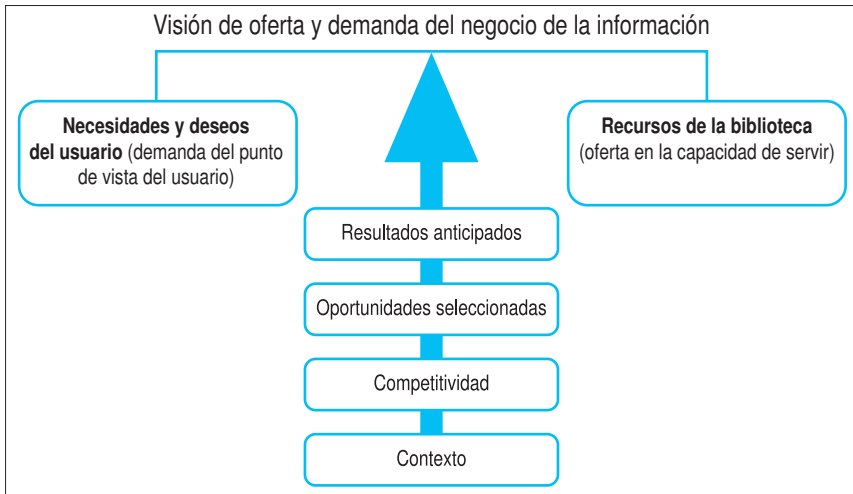 Visión de oferta y demanda del negocio de la información
Necesidades y deseos
del usuario (demanda del punto
de vista del usuario)
Recursos de la biblioteca
(oferta en la capacidad de servir)
Resultados anticipados
Oportunidades seleccionadas
Competitividad
Contexto